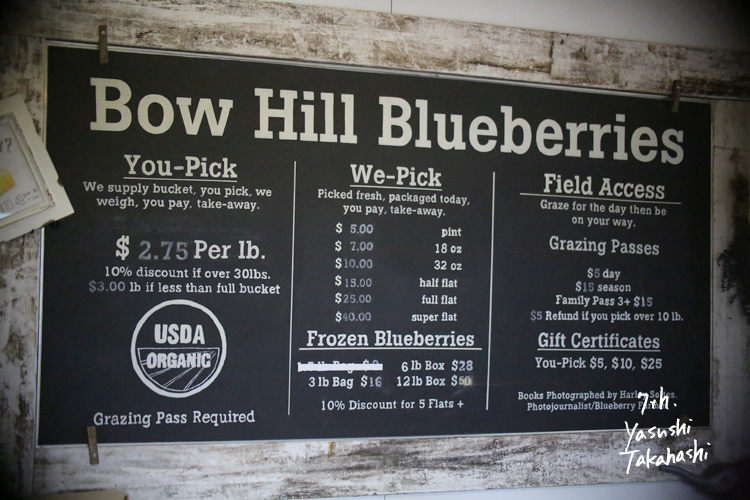 Bow Hill Blueberries
You-Pick
We supply bucket, you pick, we
weigh, you pay, take-away.
$ 2.75 Per lb.
10% discount if over 30lbs.
$3.00 lb if less than full bucket
USDA
ORGANIC
Grazing Pass Required
We-Pick
Picked fresh, packaged today,
you pay, take-away.
$ 5.00 pint
$ 7.00 18 oz
$10.00 32 oz
$ 15.00 half flat
$ 25.00 full flat
$40.00 super flat
Frozen Blueberries
lb Bag 6 lb Box $28
3 lb Bag $16 12 lb Box $50
10% Discount for 5 Flats +
Field Access
Graze for the day then be
on your way.
Grazing Passes
$5 day
$15 season
Family Pass 3+ $15
$5 Refund if you pick over 10 lb.
Gift Certificates
You-Pick $5, $10, $25
Books Photographed by
Photojournalist/Blueberry
7th.
Yasushi
Takahashi